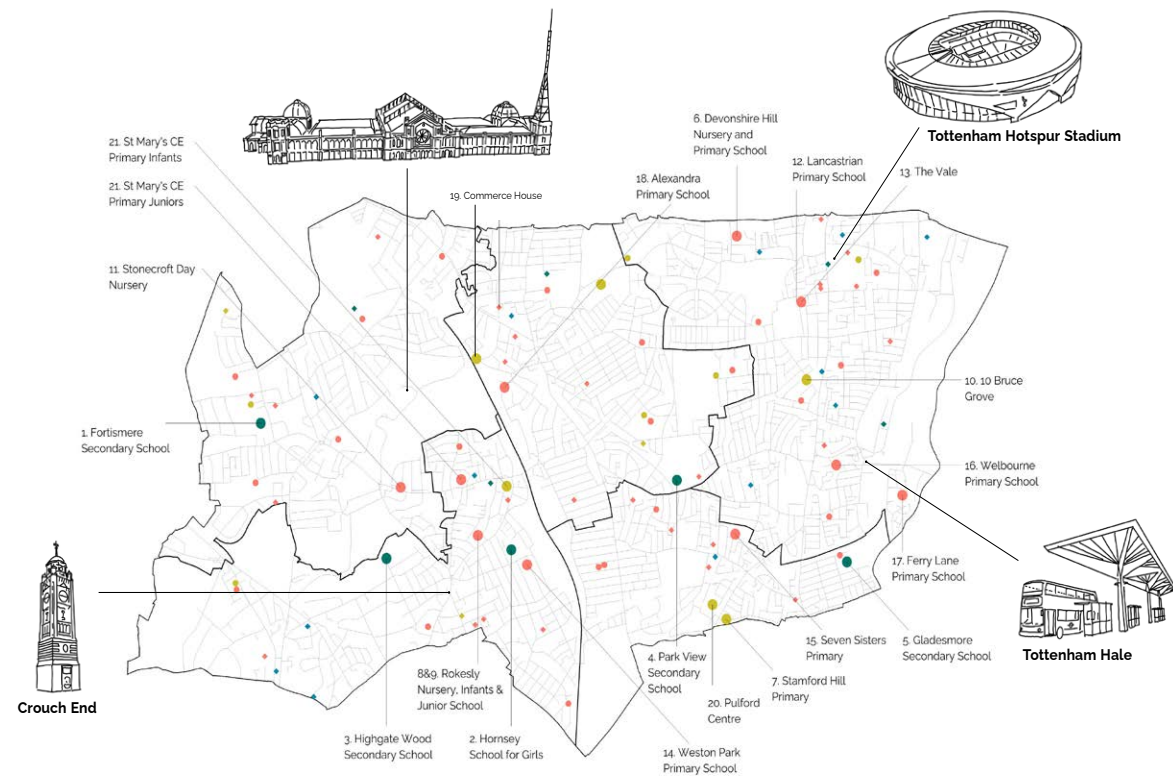 21. St Mary's CE
Primary Infants
21. St Mary's CE
Primary Juniors
11. Stonecroft Day
Nursery
19. Commerce House
18. Alexandra
Primary School
6. Devonshire Hill
Nursery and
Primary School
12. Lancastrian
Primary School
13. The Vale
Tottenham Hotspur Stadium
1. Fortismere
Secondary School
10. 10 Bruce
Grove
16. Welbourne
Primary School
17. Ferry Lane
Primary School
Tottenham Hale
5. Gladesmore
Secondary School
15. Seven Sisters
Primary
7. Stamford Hill
Primary
4. Park View
Secondary
School
20. Pulford
Centre
14. Weston Park
Primary School
8&9. Rokesly
Nursery, Infants &
Junior School
2. Hornsey
School for Girls
3. Highgate Wood
Secondary School
Crouch End